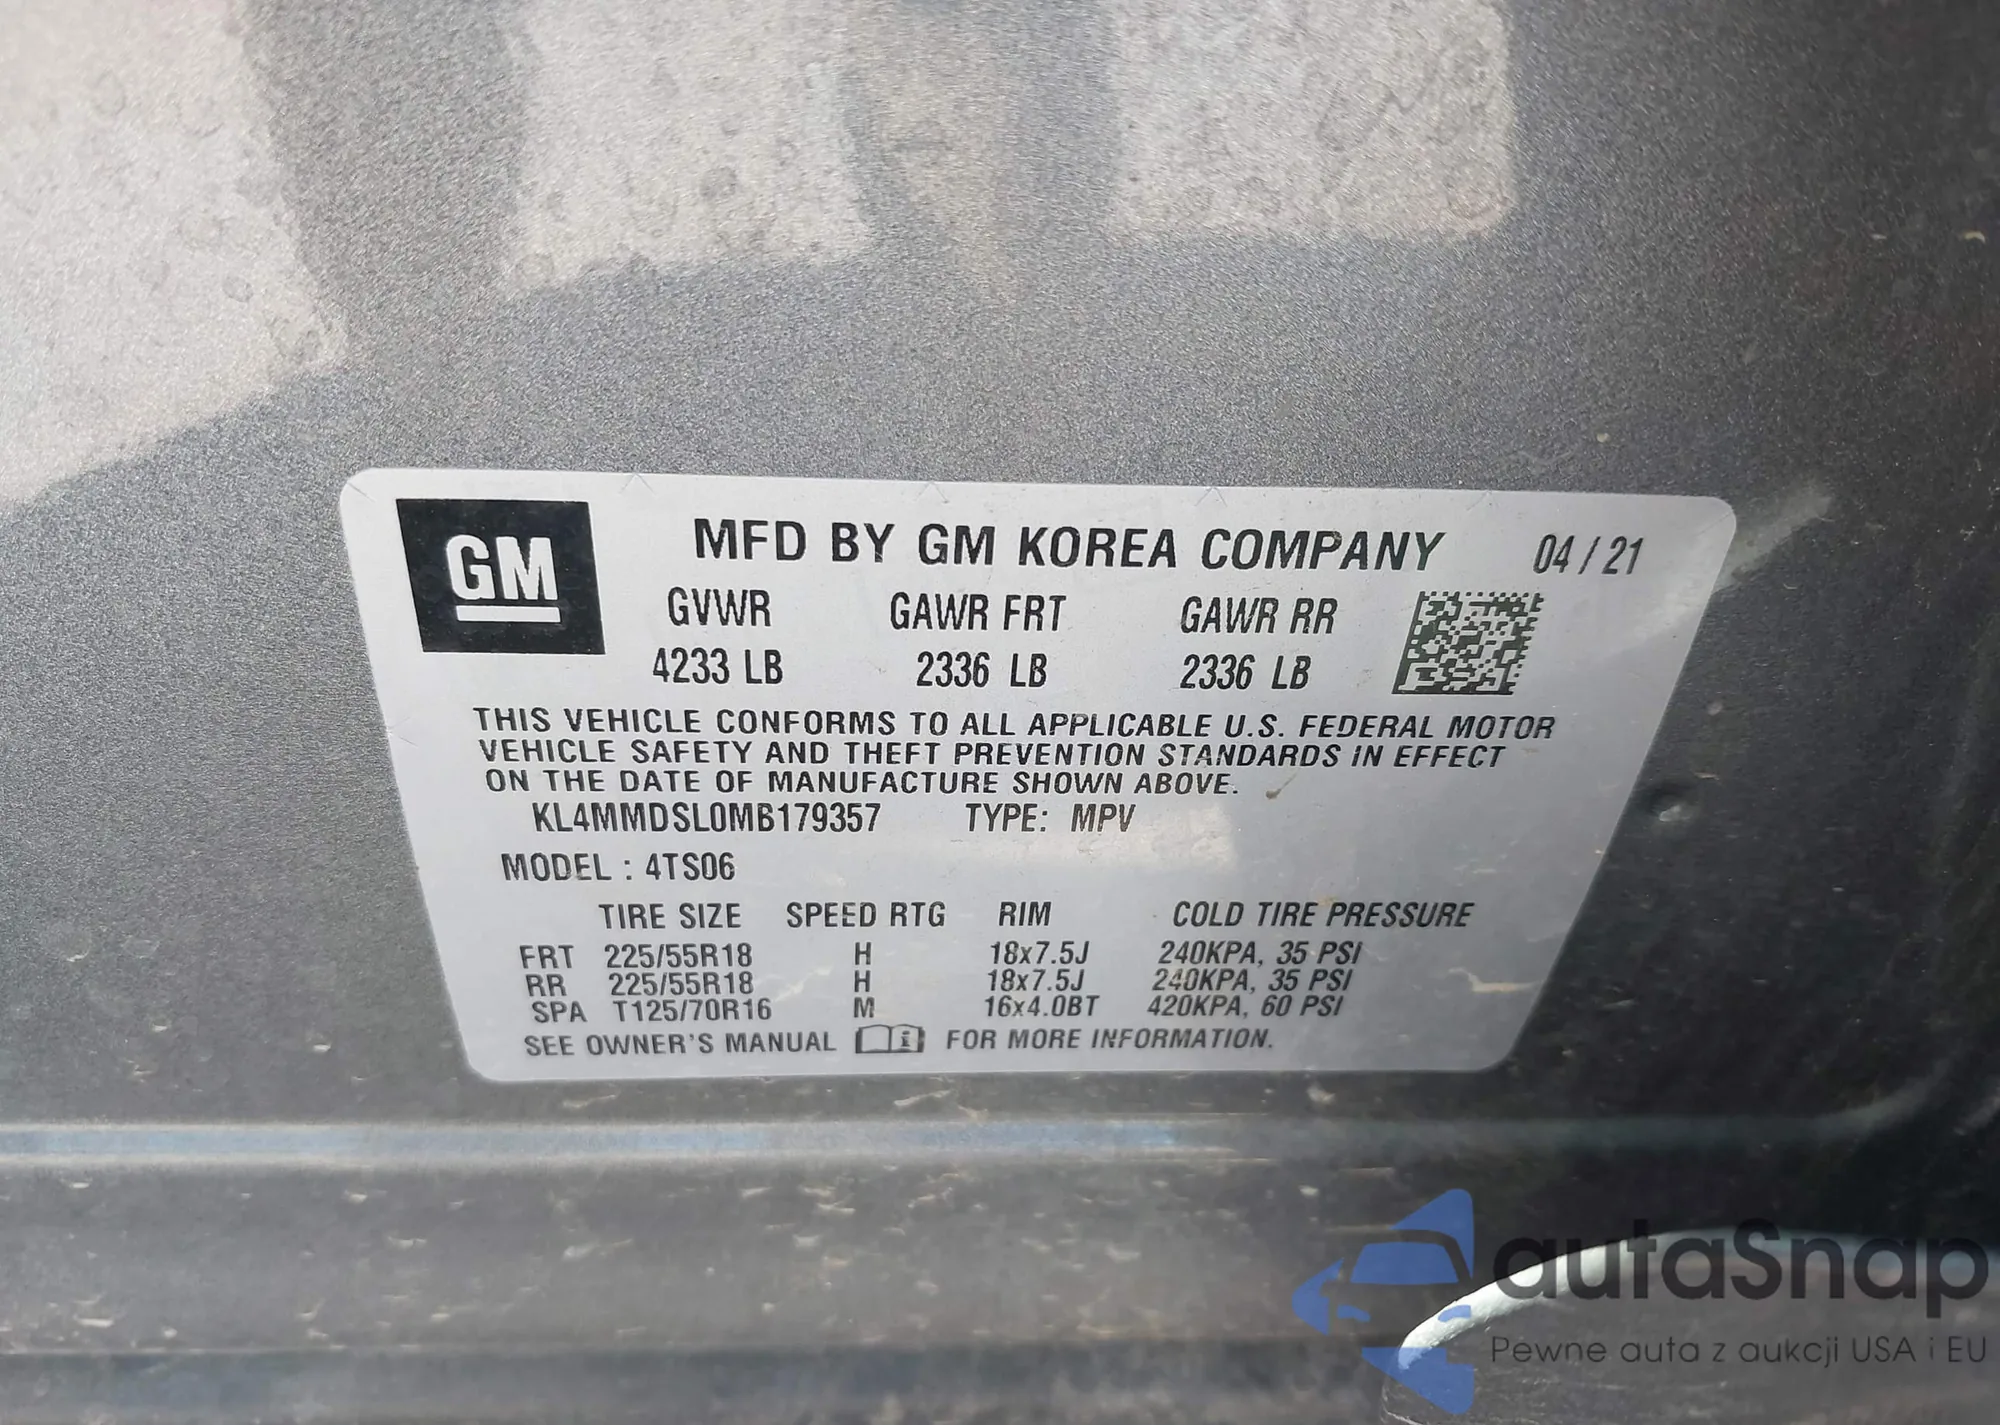 GM
MFD BY GM KOREA COMPANY 04 / 21
GVWR GAWR FRT GAWR RR
4233 LB 2336 LB 2336 LB
THIS VEHICLE CONFORMS TO ALL APPLICABLE U.S. FEDERAL MOTOR
VEHICLE SAFETY AND THEFT PREVENTION STANDARDS IN EFFECT
ON THE DATE OF MANUFACTURE SHOWN ABOVE.
KL4MMDSL0MB179357 TYPE: MPV
MODEL : 4TS06
TIRE SIZE SPEED RTG RIM COLD TIRE PRESSURE
FRT 225/55R18 H 18x7.5J 240KPA, 35 PSI
RR 225/55R18 H 18x7.5J 240KPA, 35 PSI
SPA T125/70R16 M 16x4.0BT 420KPA, 60 PSI
SEE OWNER'S MANUAL FOR MORE INFORMATION.
autaSnap
Pewne auta z aukcji USA i EU